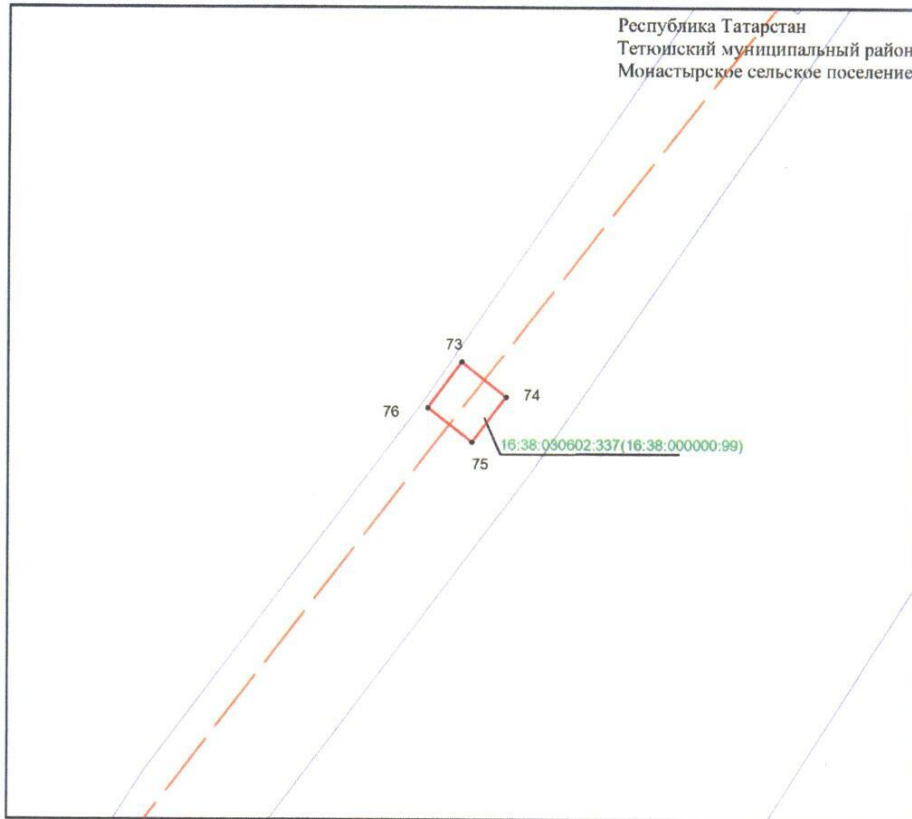 Республика Татарстан
Тетюшский муниципальный район
Монастырское сельское поселение
73
74
76
16:38:030602:337(16:38:000000:99)
75